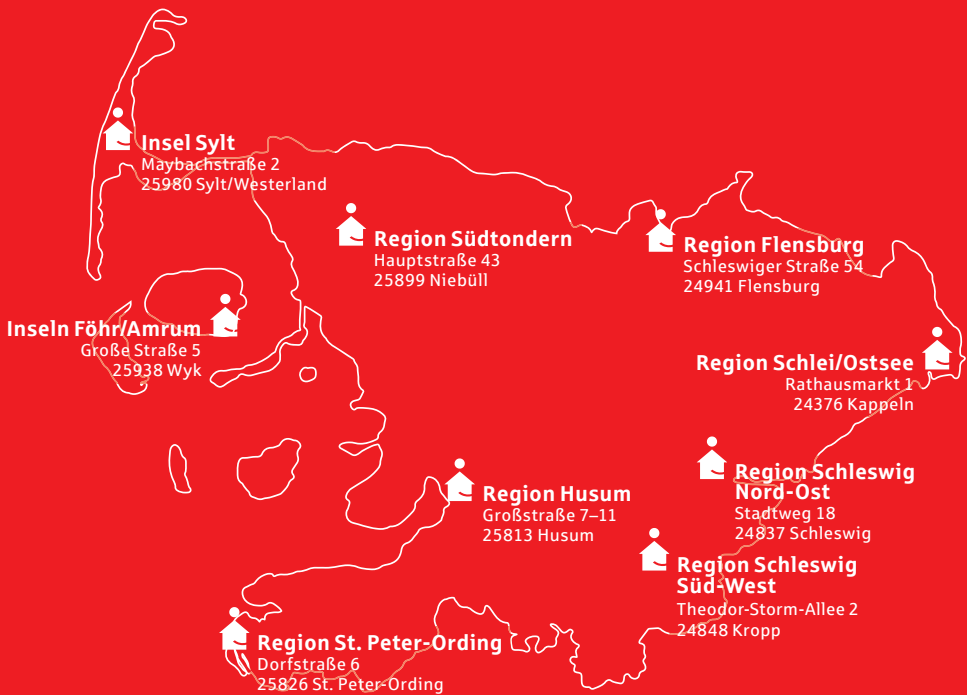 Insel Sylt
Maybachstraße 2
25980 Sylt/Westerland
Region Südtondern
Hauptstraße 43
25899 Niebüll
Region Flensburg
Schleswiger Straße 54
24941 Flensburg
Inseln Föhr/Amrum
Große Straße 5
25938 Wyk
Region Schlei/Ostsee
Rathausmarkt 1
24376 Kappeln
Region Husum
Großstraße 7–11
25813 Husum
Region Schleswig
Nord-Ost
Stadtweg 18
24837 Schleswig
Region Schleswig
Süd-West
Theodor-Storm-Allee 2
24848 Kropp
Region St. Peter-Ording
Dorfstraße 6
25826 St. Peter-Ording